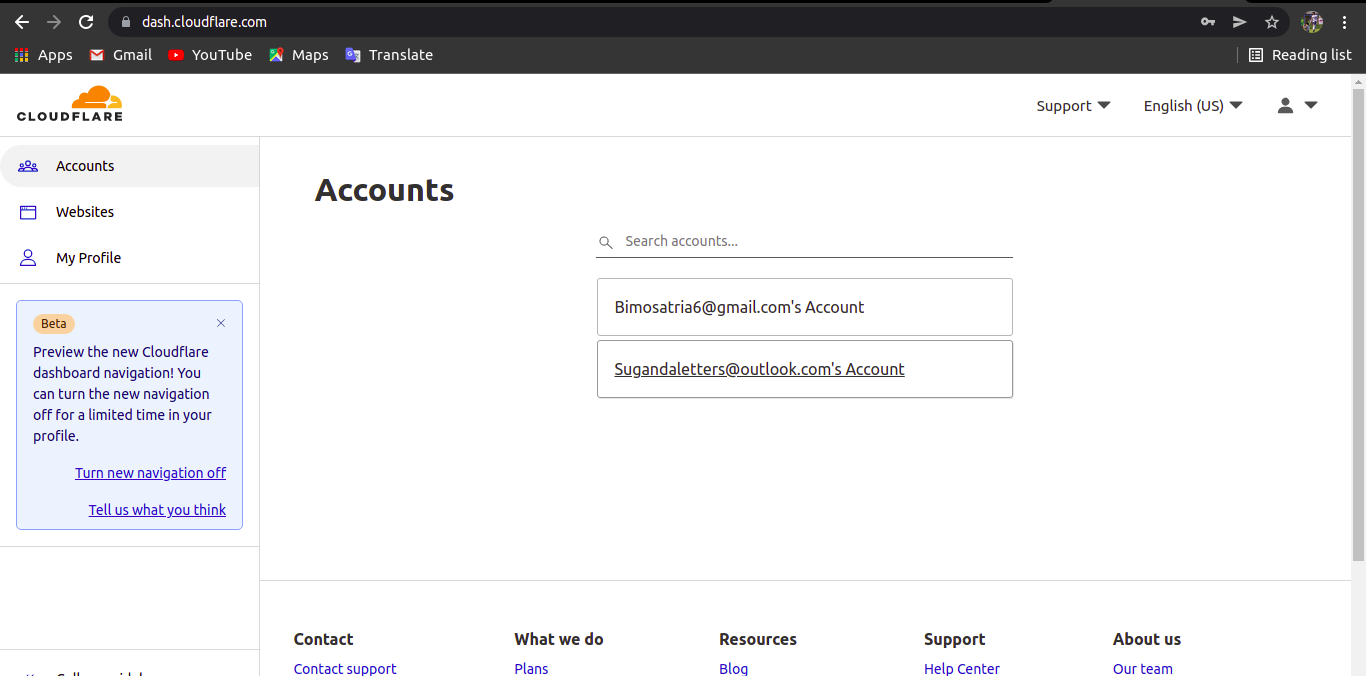 dash.cloudflare.com
Apps Gmail YouTube Maps Translate Reading list
CLOUDFLARE
Support English (US)
Accounts
Websites
My Profile
Beta
Preview the new Cloudflare
dashboard navigation! You
can turn the new navigation
off for a limited time in your
profile.
Turn new navigation off
Tell us what you think
Accounts
Search accounts...
Bimosatria6@gmail.com's Account
Sugandaletters@outlook.com's Account
Contact What we do Resources Support About us
Contact support Plans Blog Help Center Our team